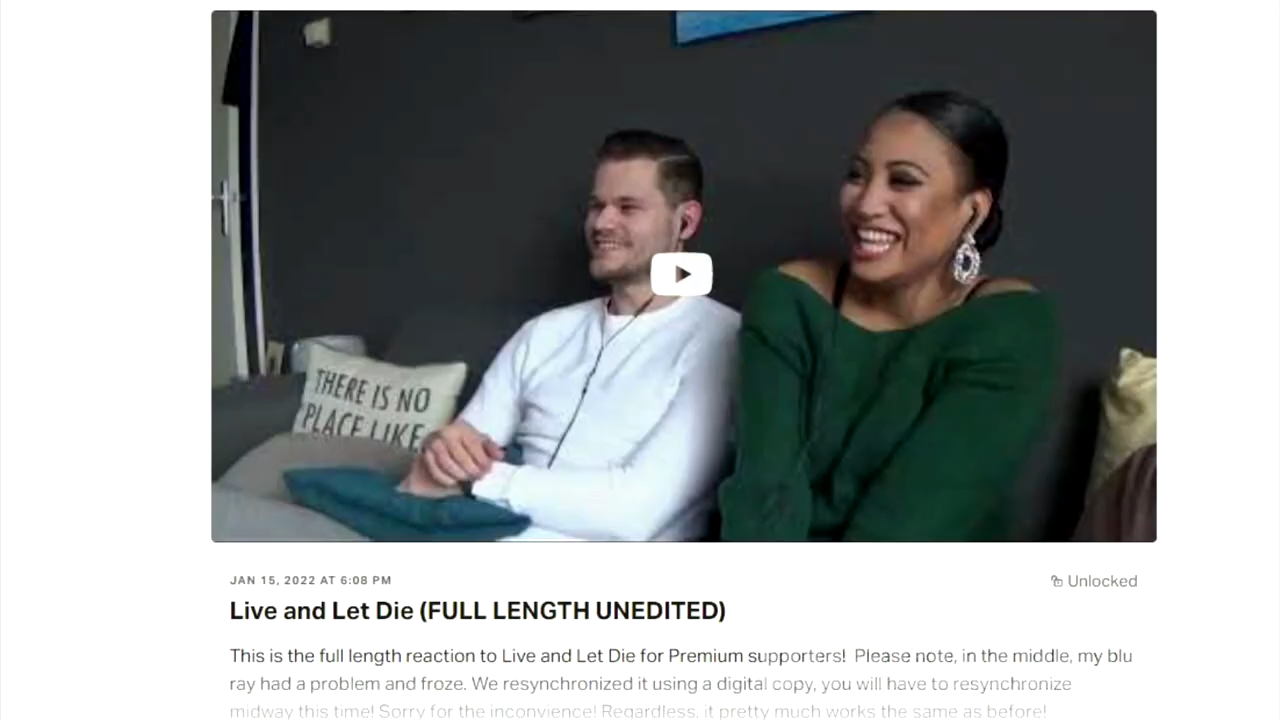 THERE IS NO
PLACE LIKE
JAN 15, 2022 AT 6:08 PM
Unlocked
Live and Let Die (FULL LENGTH UNEDITED)
This is the full length reaction to Live and Let Die for Premium supporters! Please note, in the middle, my blu
ray had a problem and froze. We resynchronized it using a digital copy, you will have to resynchronize
midway this time! Sorry for the inconvience! Regardless, it pretty much works the same as before!